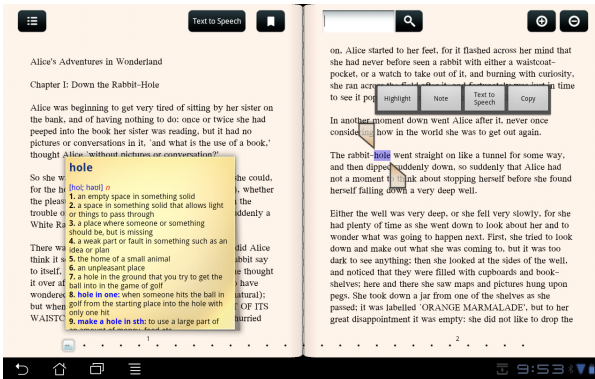 Text to Speech
Alice's Adventures in Wonderland
Chapter I: Down the Rabbit-Hole
Alice was beginning to get very tired of sitting by her sister on
the bank, and of having nothing to do: once or twice she had
peeped into the book her sister was reading, but it had no
pictures or conversations in it, `and what is the use of a book,'
thought Alice `without pictures or conversation?'
So she w
she could,
for the h
), whether
the pleas
the
trouble o
suddenly a
White Ra
There wa
did Alice
think it s
abbit say
to itself,
he thought
it over af
o have
wondered
natural);
but when
OF ITS
WAISTC
hurried
hole
[hol; həʊl] n
1. an empty space in something solid
2. a space in something solid that allows light
or things to pass through
3. a place where someone or something
should be, but is missing
4. a weak part or fault in something such as an
idea or plan
5. the home of a small animal
6. an unpleasant place
7. a hole in the ground that you try to get the
ball into in the game of golf
8. hole in one: when someone hits the ball in
golf from the starting place into the hole with
only one hit
9. make a hole in sth: to use a large part of
an amount of money, food etc
1
on, Alice started to her feet, for it flashed across her mind that
she had never before seen a rabbit with either a waistcoat-
pocket, or a watch to take out of it, and burning with curiosity,
she ran across
in time
to see it pop
Highlight
Note
Text to
Speech
Copy
In another moment down went Alice after it, never once
considering how in the world she was to get out again.
The rabbit-hole went straight on like a tunnel for some way,
and then dipped suddenly down, so suddenly that Alice had
not a moment to think about stopping herself before she found
herself falling down a very deep well.
Either the well was very deep, or she fell very slowly, for she
had plenty of time as she went down to look about her and to
wonder what was going to happen next. First, she tried to look
down and make out what she was coming to, but it was too
dark to see anything; then she looked at the sides of the well,
and noticed that they were filled with cupboards and book-
shelves; here and there she saw maps and pictures hung upon
pegs. She took down a jar from one of the shelves as she
passed; it was labelled `ORANGE MARMALADE', but to her
great disappointment it was empty: she did not like to drop the
2
9:53